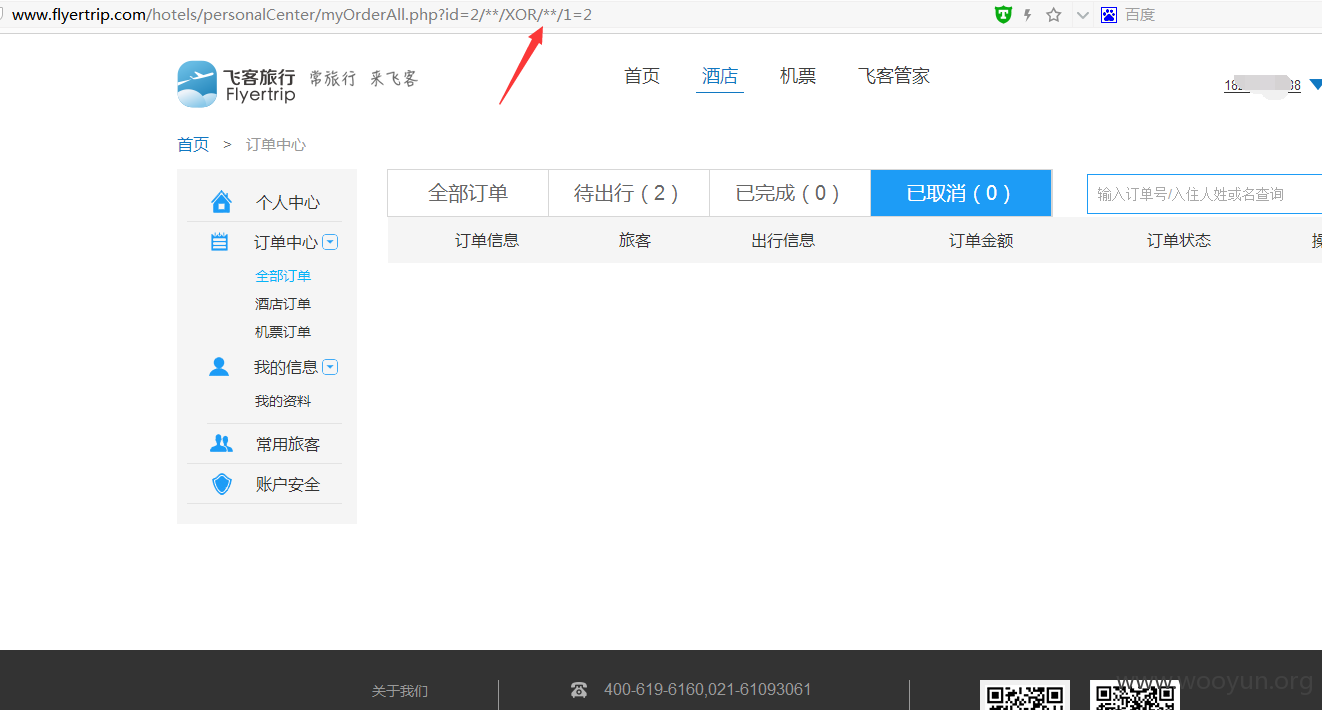 www.flyertrip.com/hotels/personalCenter/myOrderAll.php?id=2/**/XOR/**/1=2 百度
飞客旅行 常旅行 来飞客 首页 酒店 机票 飞客管家
Flyertrip
首页 > 订单中心
个人中心
订单中心
全部订单
酒店订单
机票订单
我的信息
我的资料
常用旅客
账户安全
全部订单 待出行 ( 2 ) 已完成 ( 0 ) 已取消 ( 0 ) 输入订单号/入住人姓或名查询
订单信息 旅客 出行信息 订单金额 订单状态
关于我们 400-619-6160,021-61093061
www.wooyun.org